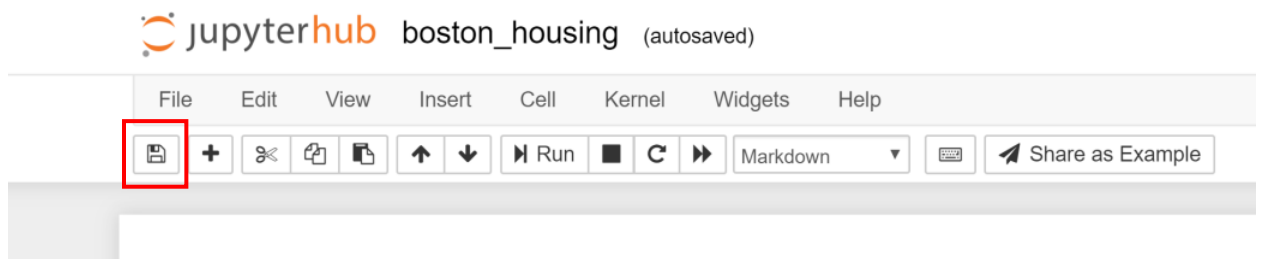 jupyterhub boston_housing (autosaved)
File Edit View Insert Cell Kernel Widgets Help
Run Markdown Share as Example